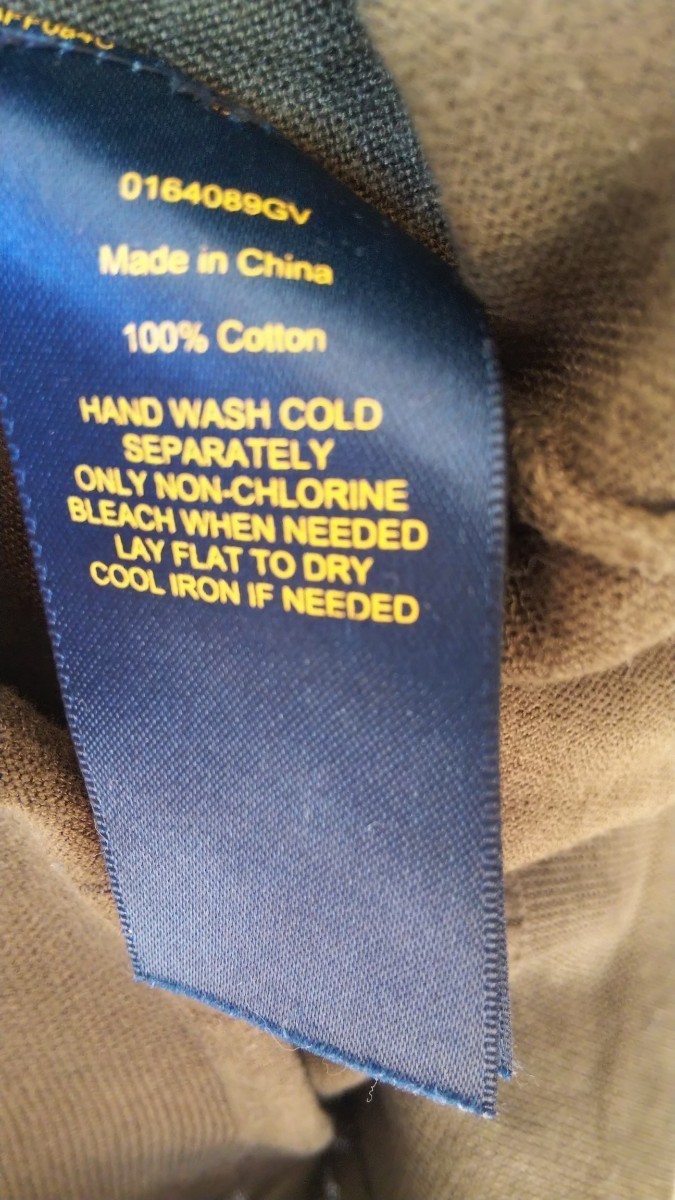 0164089GV
Made in China
100% Cotton
HAND WASH COLD
SEPARATELY
ONLY NON-CHLORINE
BLEACH WHEN NEEDED
LAY FLAT TO DRY
COOL IRON IF NEEDED